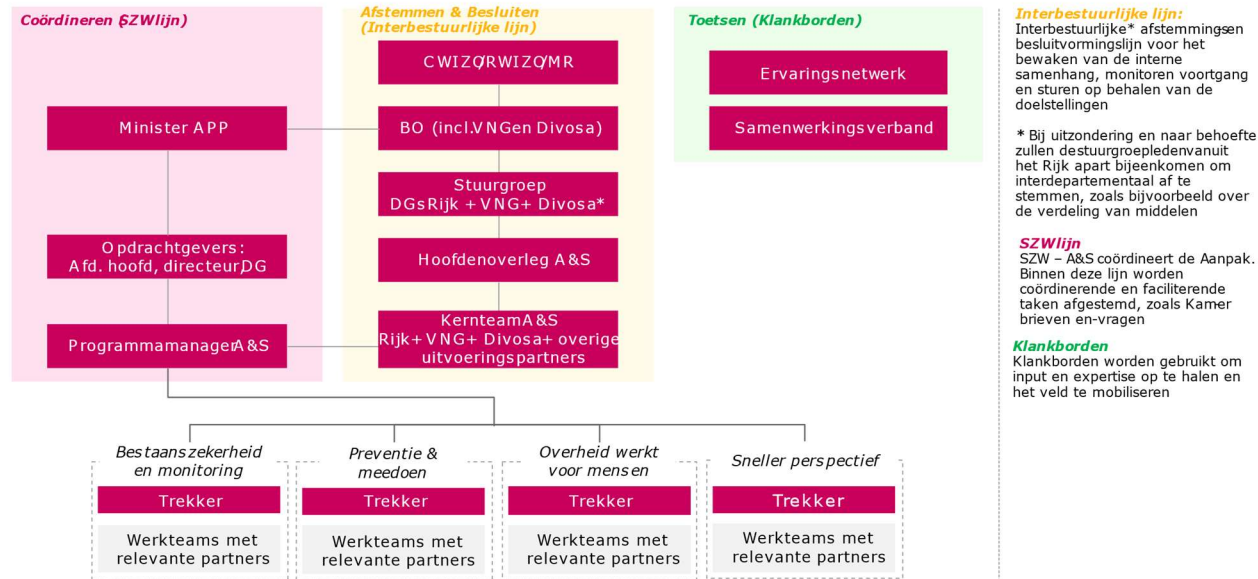 Coördineren (SZWlijn)
Minister APP
Opdrachtgevers:
Afd. hoofd, directeur,DG
ProgrammamanagerA&S
Afstemmen & Besluiten
(Interbestuurlijke lijn)
CWIZO/RWIZO/MR
BO (incl.VNGen Divosa)
Stuurgroep
DGsRijk + VNG+ Divosa*
Hoofdenoverleg A&S
KernteamA&S
Rijk+ VNG+ Divosa+ overige
uitvoeringspartners
Toetsen (Klankborden)
Ervaringsnetwerk
Samenwerkingsverband
Interbestuurlijke lijn:
Interbestuurlijke* afstemming-en
besluitvormingslijn voor het
bewaken van de interne
samenhang, monitoren voortgang
en sturen op behalen van de
doelstellingen
* Bij uitzondering en naar behoefte
zullen destuurgroepledenvanuit
het Rijk apart bijeenkomen om
interdepartementaal af te
stemmen, zoals bijvoorbeeld over
de verdeling van middelen
SZWlijn
SZW – A&S coördineert de Aanpak.
Binnen deze lijn worden
coördinerende en faciliterende
taken afgestemd, zoals Kamer-
brieven en-vragen
Klankborden
Klankborden worden gebruikt om
input en expertise op te halen en
het veld te mobiliseren
Bestaanszekerheid
en monitoring
Trekker
Werkteams met
relevante partners
Preventie &
meedoen
Trekker
Werkteams met
relevante partners
Overheid werkt
voor mensen
Trekker
Werkteams met
relevante partners
Sneller perspectief
Trekker
Werkteams met
relevante partners